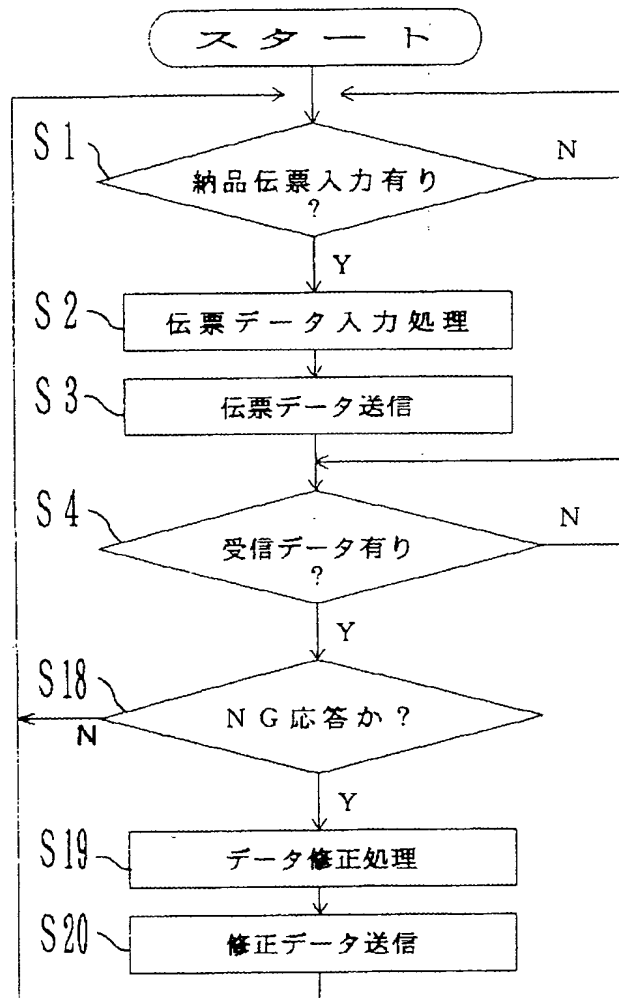 スタート
S1
納品伝票入力有り
?
N
Y
S2
伝票データ入力処理
S3
伝票データ送信
S4
受信データ有り
?
N
Y
S18
NG応答か?
N
Y
S19
データ修正処理
S20
修正データ送信